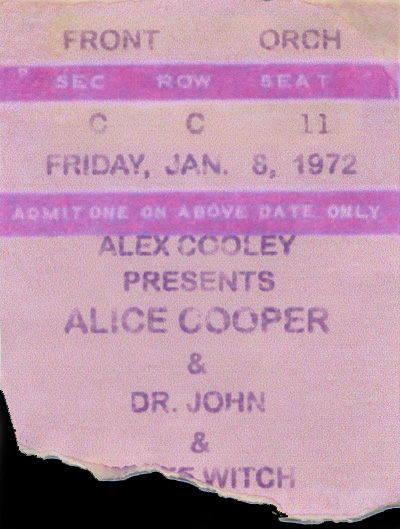 FRONT ORCH
SEC ROW SEAT
C C 11
FRIDAY, JAN. 8, 1972
ADMIT ONE ON ABOVE DATE ONLY
ALEX COOLEY
PRESENTS
ALICE COOPER
&
DR. JOHN
&
WITCH